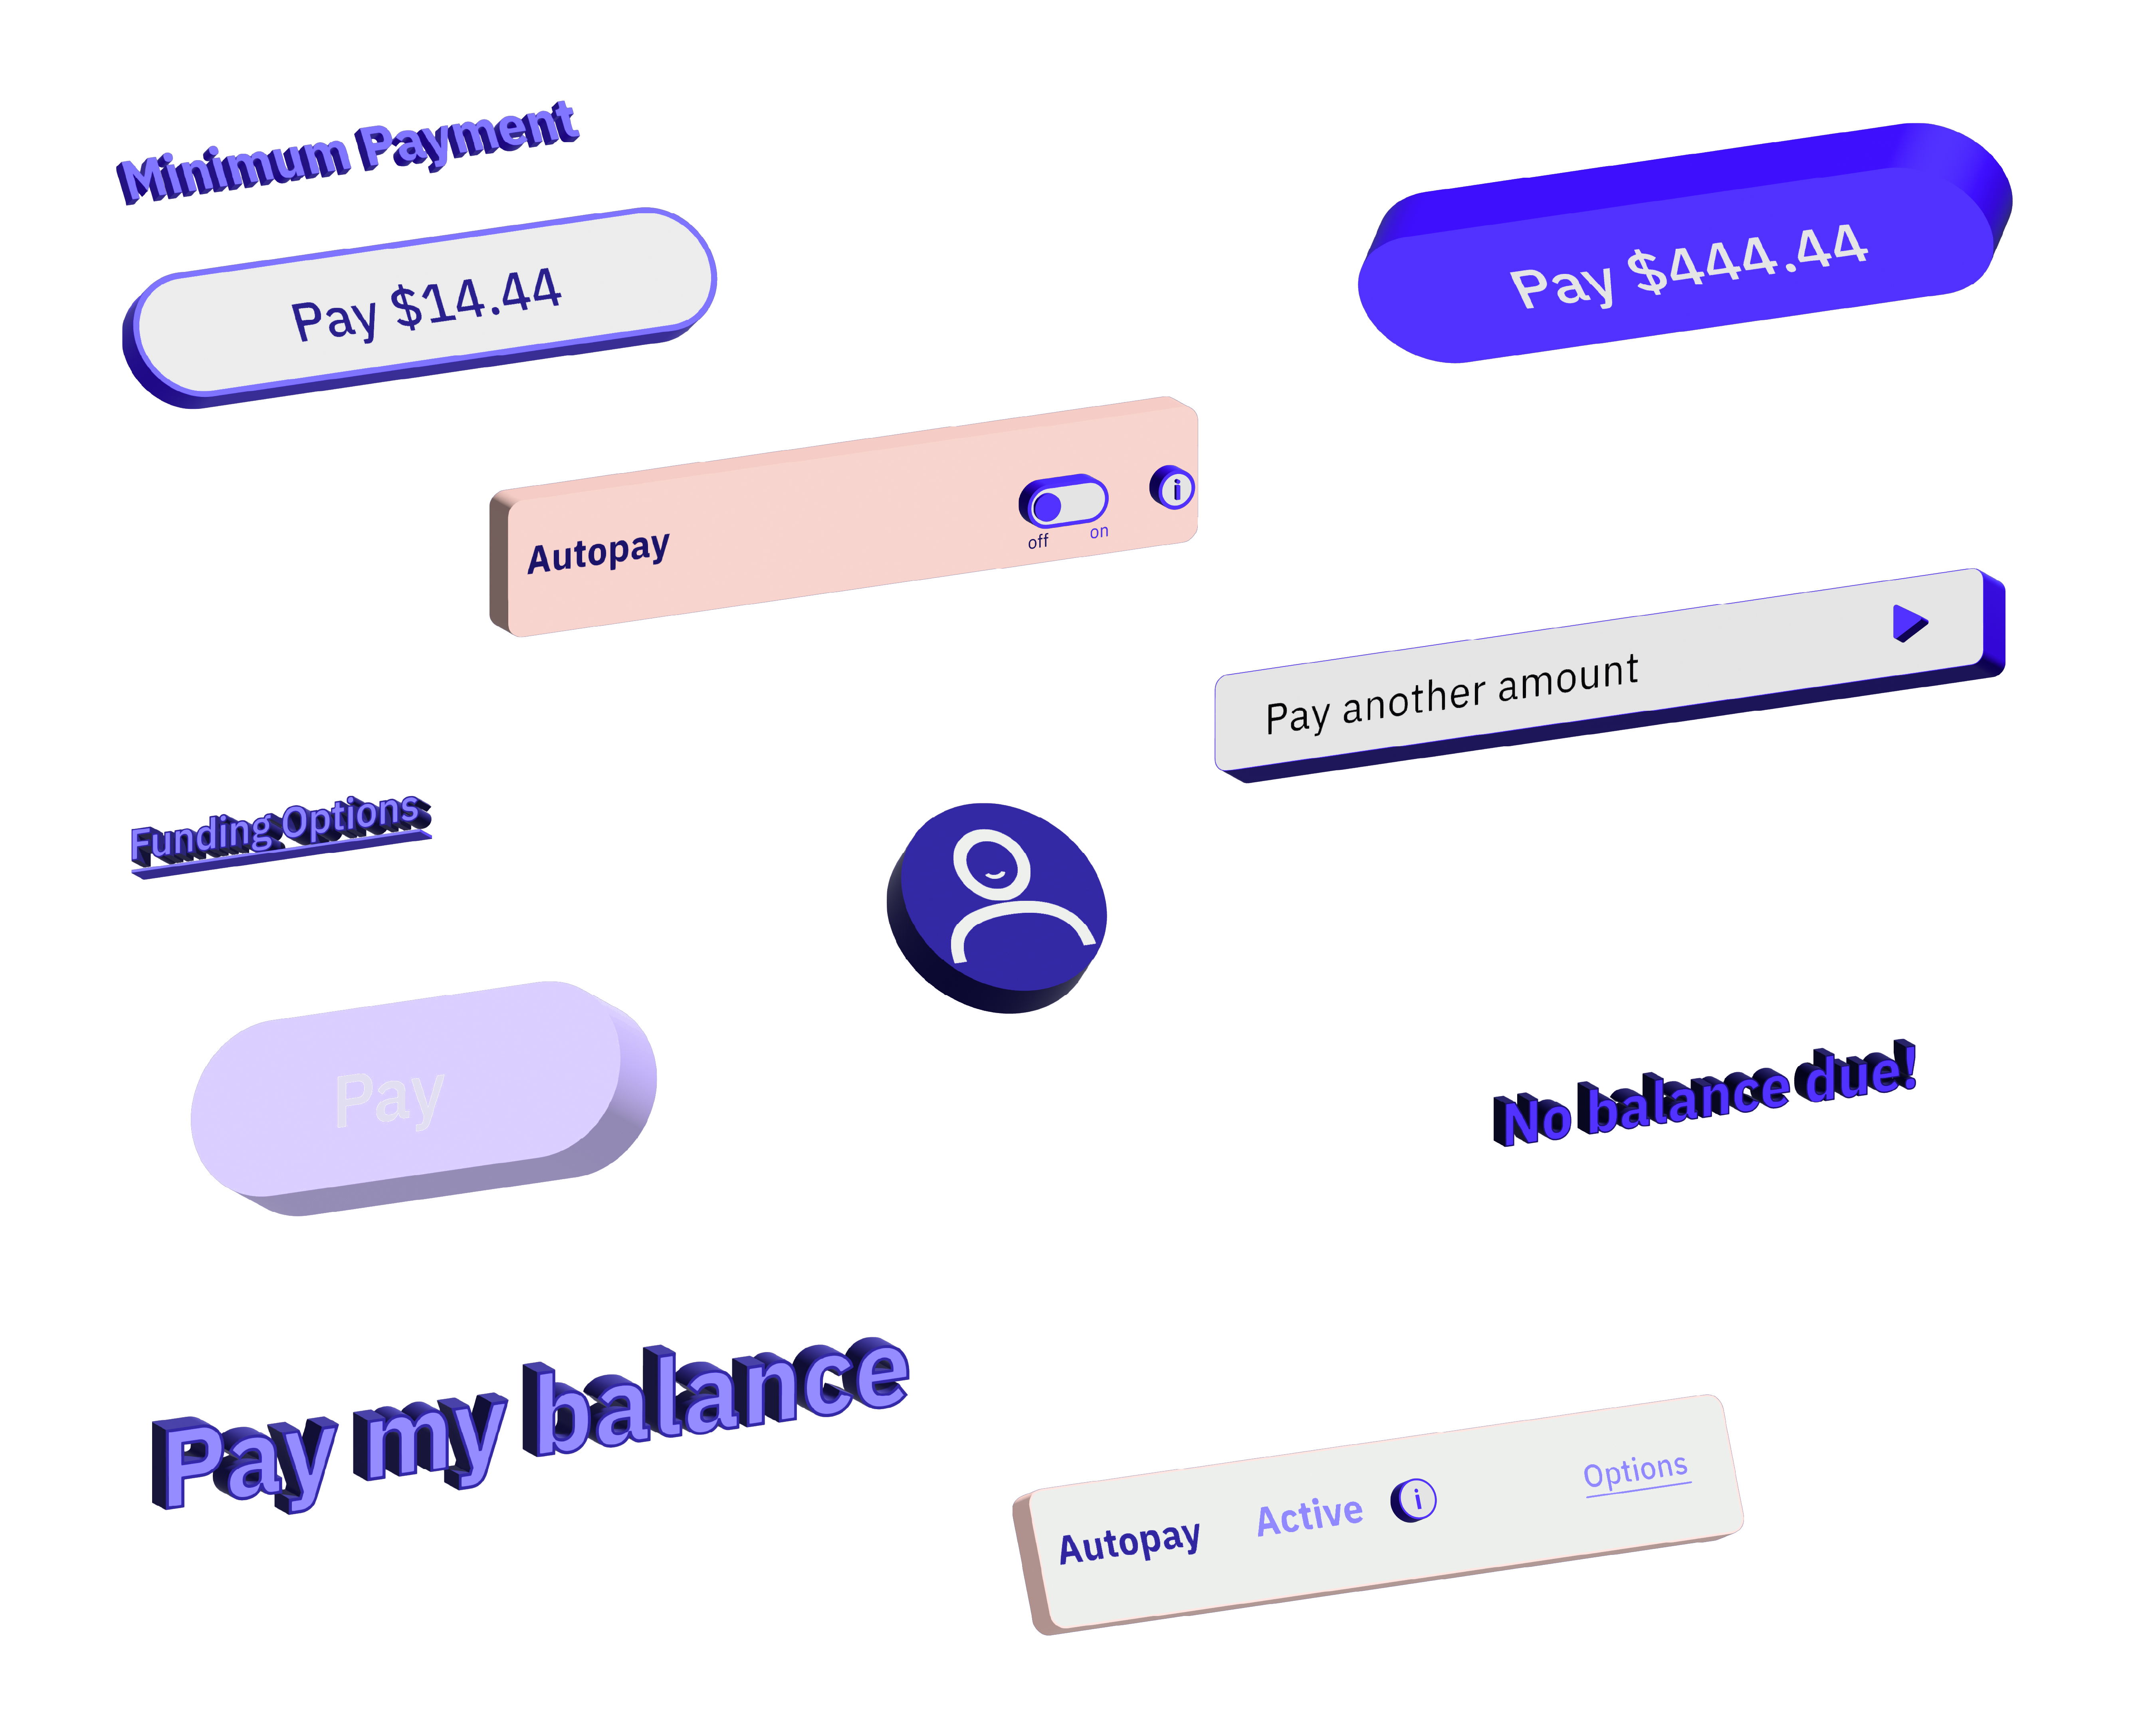 Minimum Payment
Pay $14.44
Pay $444.44
Autopay
off on
i
Pay another amount
Funding Options
Pay
No balance due!
Pay my balance
Autopay Active i Options